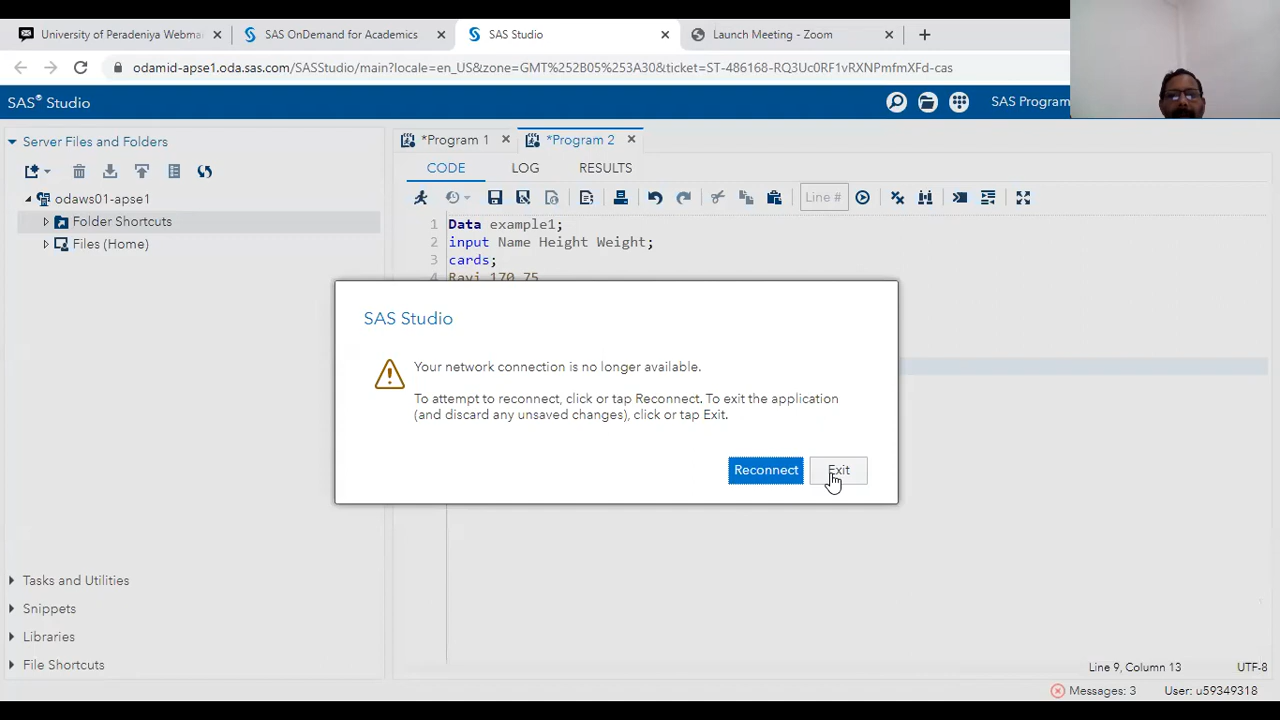 University of Peradeniya Webma
SAS OnDemand for Academics
SAS Studio
Launch Meeting - Zoom
odamid-apse1.oda.sas.com/SASStudio/main?locale=en_US&zone=GMT%252B05%253A30&ticket=ST-486168-RQ3Uc0RF1vRXNPmfmXFd-cas
SAS® Studio
SAS Program
Server Files and Folders
*Program 1
*Program 2
CODE
LOG
RESULTS
Line #
odaws01-apse1
Folder Shortcuts
Files (Home)
1 Data example1;
2 input Name Height Weight;
3 cards;
4 Ravi 170 75
SAS Studio
Your network connection is no longer available.
To attempt to reconnect, click or tap Reconnect. To exit the application
(and discard any unsaved changes), click or tap Exit.
Reconnect
Exit
Tasks and Utilities
Snippets
Libraries
File Shortcuts
Line 9, Column 13
UTF-8
Messages: 3
User: u59349318